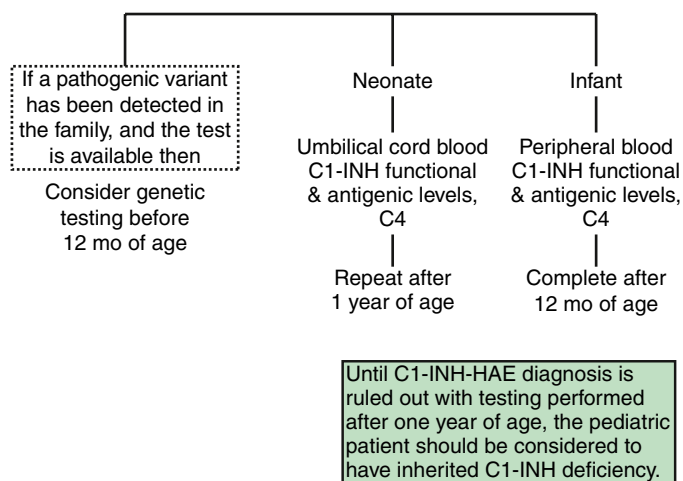 If a pathogenic variant
has been detected in
the family, and the test
is available then
Consider genetic
testing before
12 mo of age
Neonate
Umbilical cord blood
C1-INH functional
& antigenic levels,
C4
Repeat after
1 year of age
Infant
Peripheral blood
C1-INH functional
& antigenic levels,
C4
Complete after
12 mo of age
Until C1-INH-HAE diagnosis is
ruled out with testing performed
after one year of age, the pediatric
patient should be considered to
have inherited C1-INH deficiency.